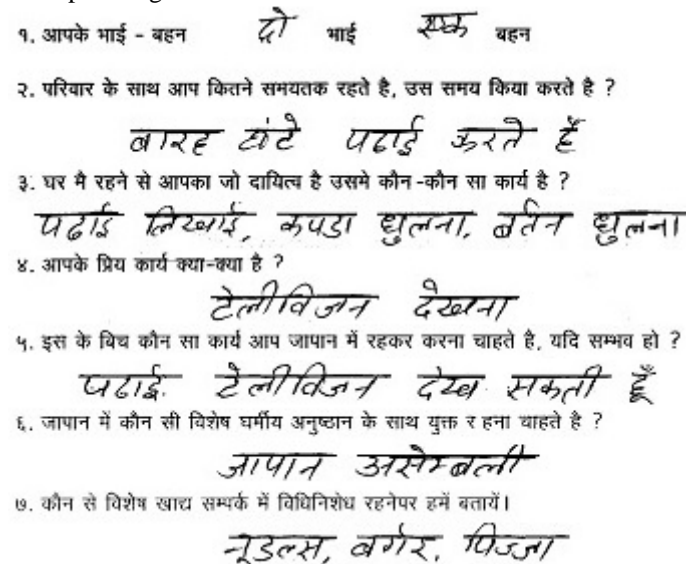 १. आपके भाई - बहन दो भाई एक बहन
२. परिवार के साथ आप कितने समयतक रहते है, उस समय किया करते है ?
बारह घंटे पढाई करते हैं
३. घर मै रहने से आपका जो दायित्व है उसमे कौन-कौन सा कार्य है ?
पढाई लिखाई, कपडा धुलना, बर्तन धुलना
४. आपके प्रिय कार्य क्या-क्या है ?
टेलीविजन देखना
५. इस के बिच कौन सा कार्य आप जापान में रहकर करना चाहते है, यदि सम्भव हो ?
पढाई. टेलीविजन देख सकती हूँ
६. जापान में कौन सी विशेष धर्मीय अनुष्ठान के साथ युक्त र हना चाहते है ?
जापान असेम्बली
७. कौन से विशेष खाद्य सम्पर्क में विधिनिशेध रहनेपर हमें बतायें।
नूडल्स, बर्गर, पिज्जा